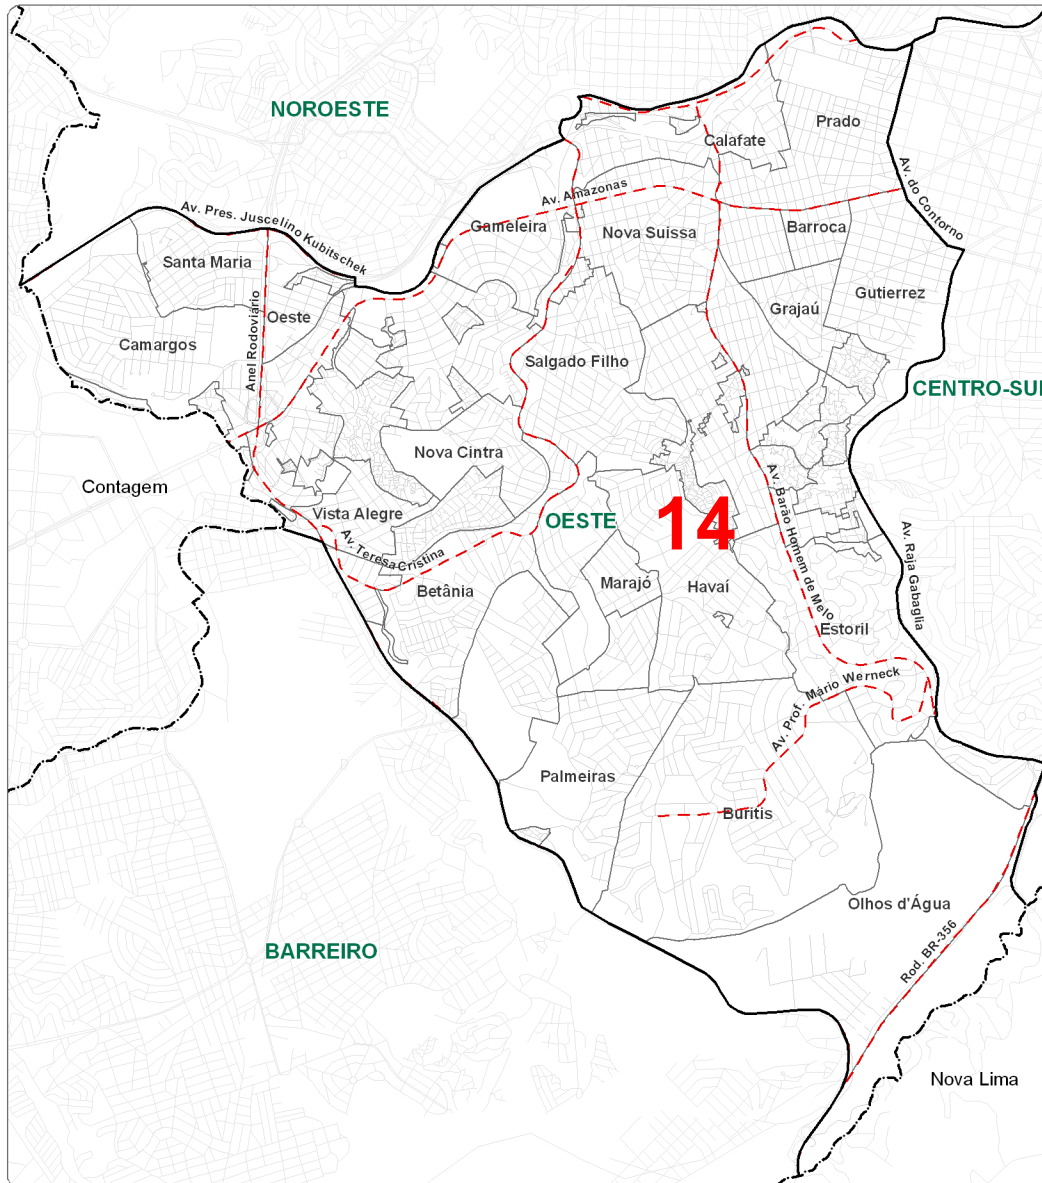 NOROESTE
Prado
Calafate
Av. do Contorno
Av. Amazonas
Av. Pres. Juscelino Kubitschek
Gameleira
Nova Suissa
Barroca
Santa Maria
Gutierrez
Grajaú
Oeste
Anel Rodoviário
Camargos
Salgado Filho
CENTRO-SUL
Nova Cintra
Contagem
Vista Alegre
OESTE
14
Av. Barão Homem de Melo
Av. Raja Gabaglia
Av. Teresa Cristina
Betânia
Marajó
Havaí
Estoril
Av. Prof. Mário Werneck
Palmeiras
Buritis
Olhos d'Água
BARREIRO
Rod. BR-356
Nova Lima